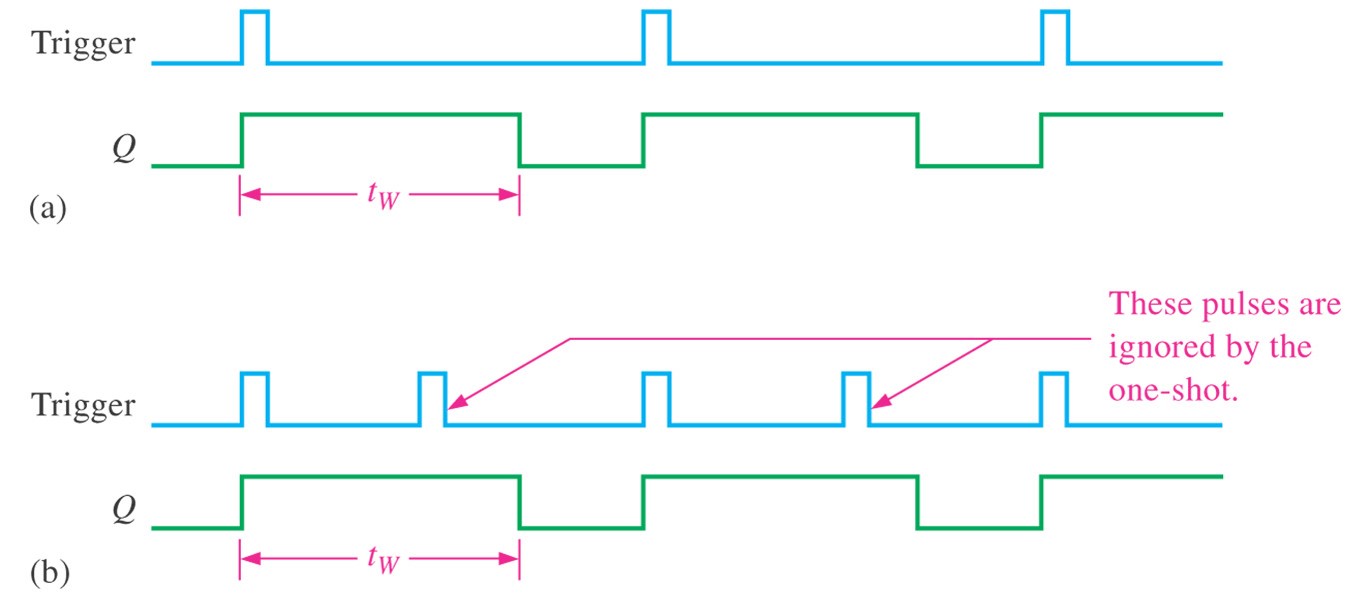 Trigger
Q
t_W
(a)
These pulses are
ignored by the
one-shot.
Trigger
Q
t_W
(b)